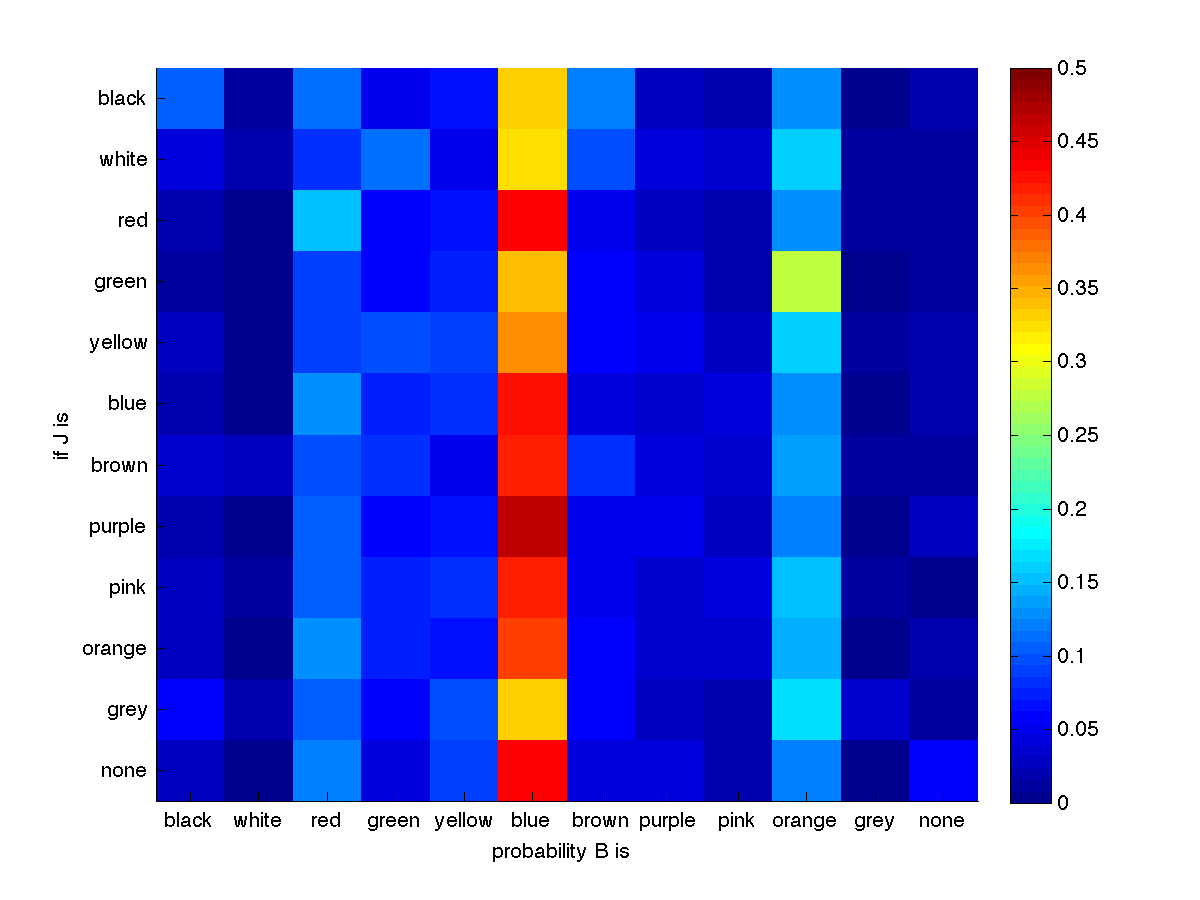 black
white
red
green
yellow
blue
brown
purple
pink
orange
grey
none
if J is
black white red green yellow blue brown purple pink orange grey none
probability B is
0.5
0.45
0.4
0.35
0.3
0.25
0.2
0.15
0.1
0.05
0